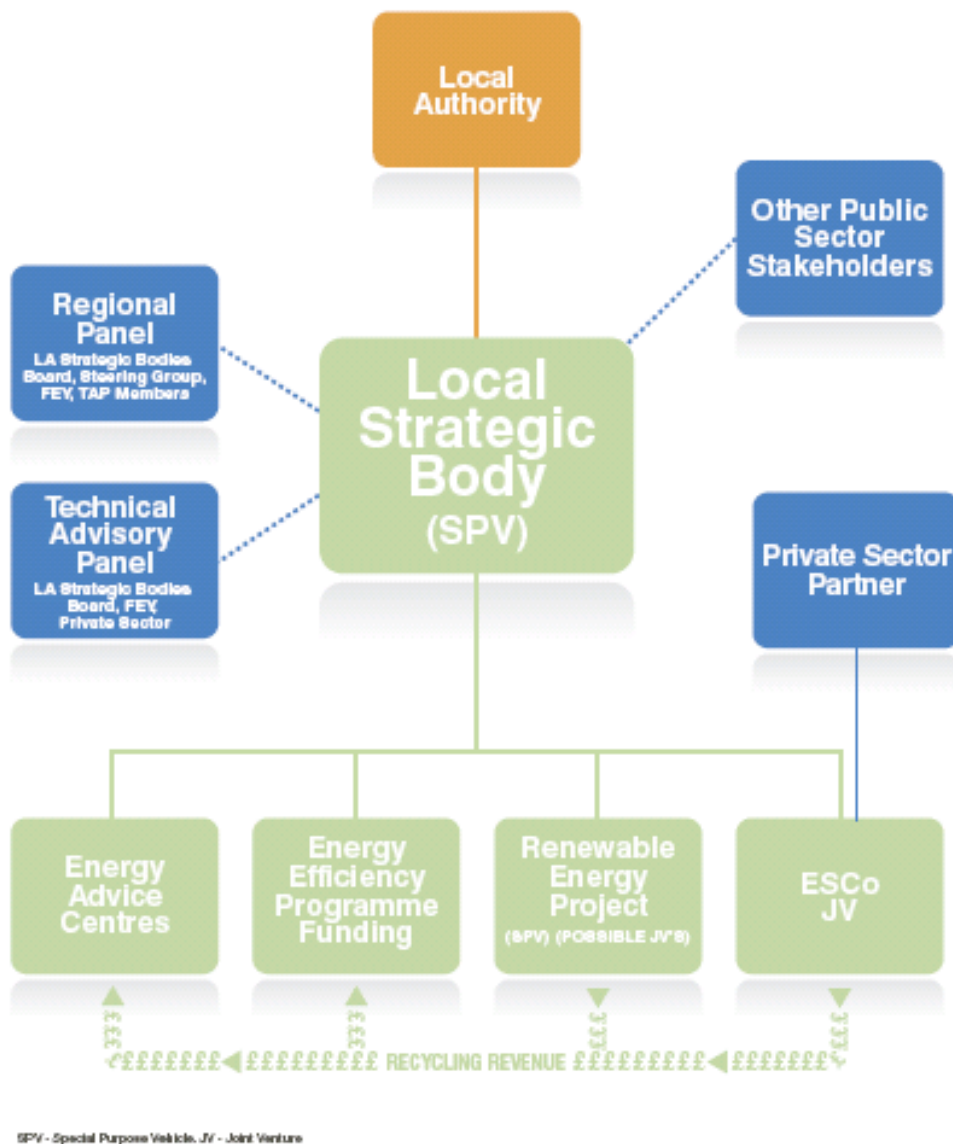 Local
Authority
Other Public
Sector
Stakeholders
Regional
Panel
LA Strategic Bodies
Board, Steering Group,
FEY, TAP Members
Local
Strategic
Body
(SPV)
Technical
Advisory
Panel
LA Strategic Bodies
Board, FEY,
Private Sector
Private Sector
Partner
Energy
Advice
Centres
Energy
Efficiency
Programme
Funding
Renewable
Energy
Project
(SPV) (POSSIBLE JV'S)
ESCo
JV
£££
£££
£££
£££
£££££££ £££££££££ RECYCLING REVENUE £££££££££ ££££££
SPV - Special Purpose Vehicle. JV - Joint Venture